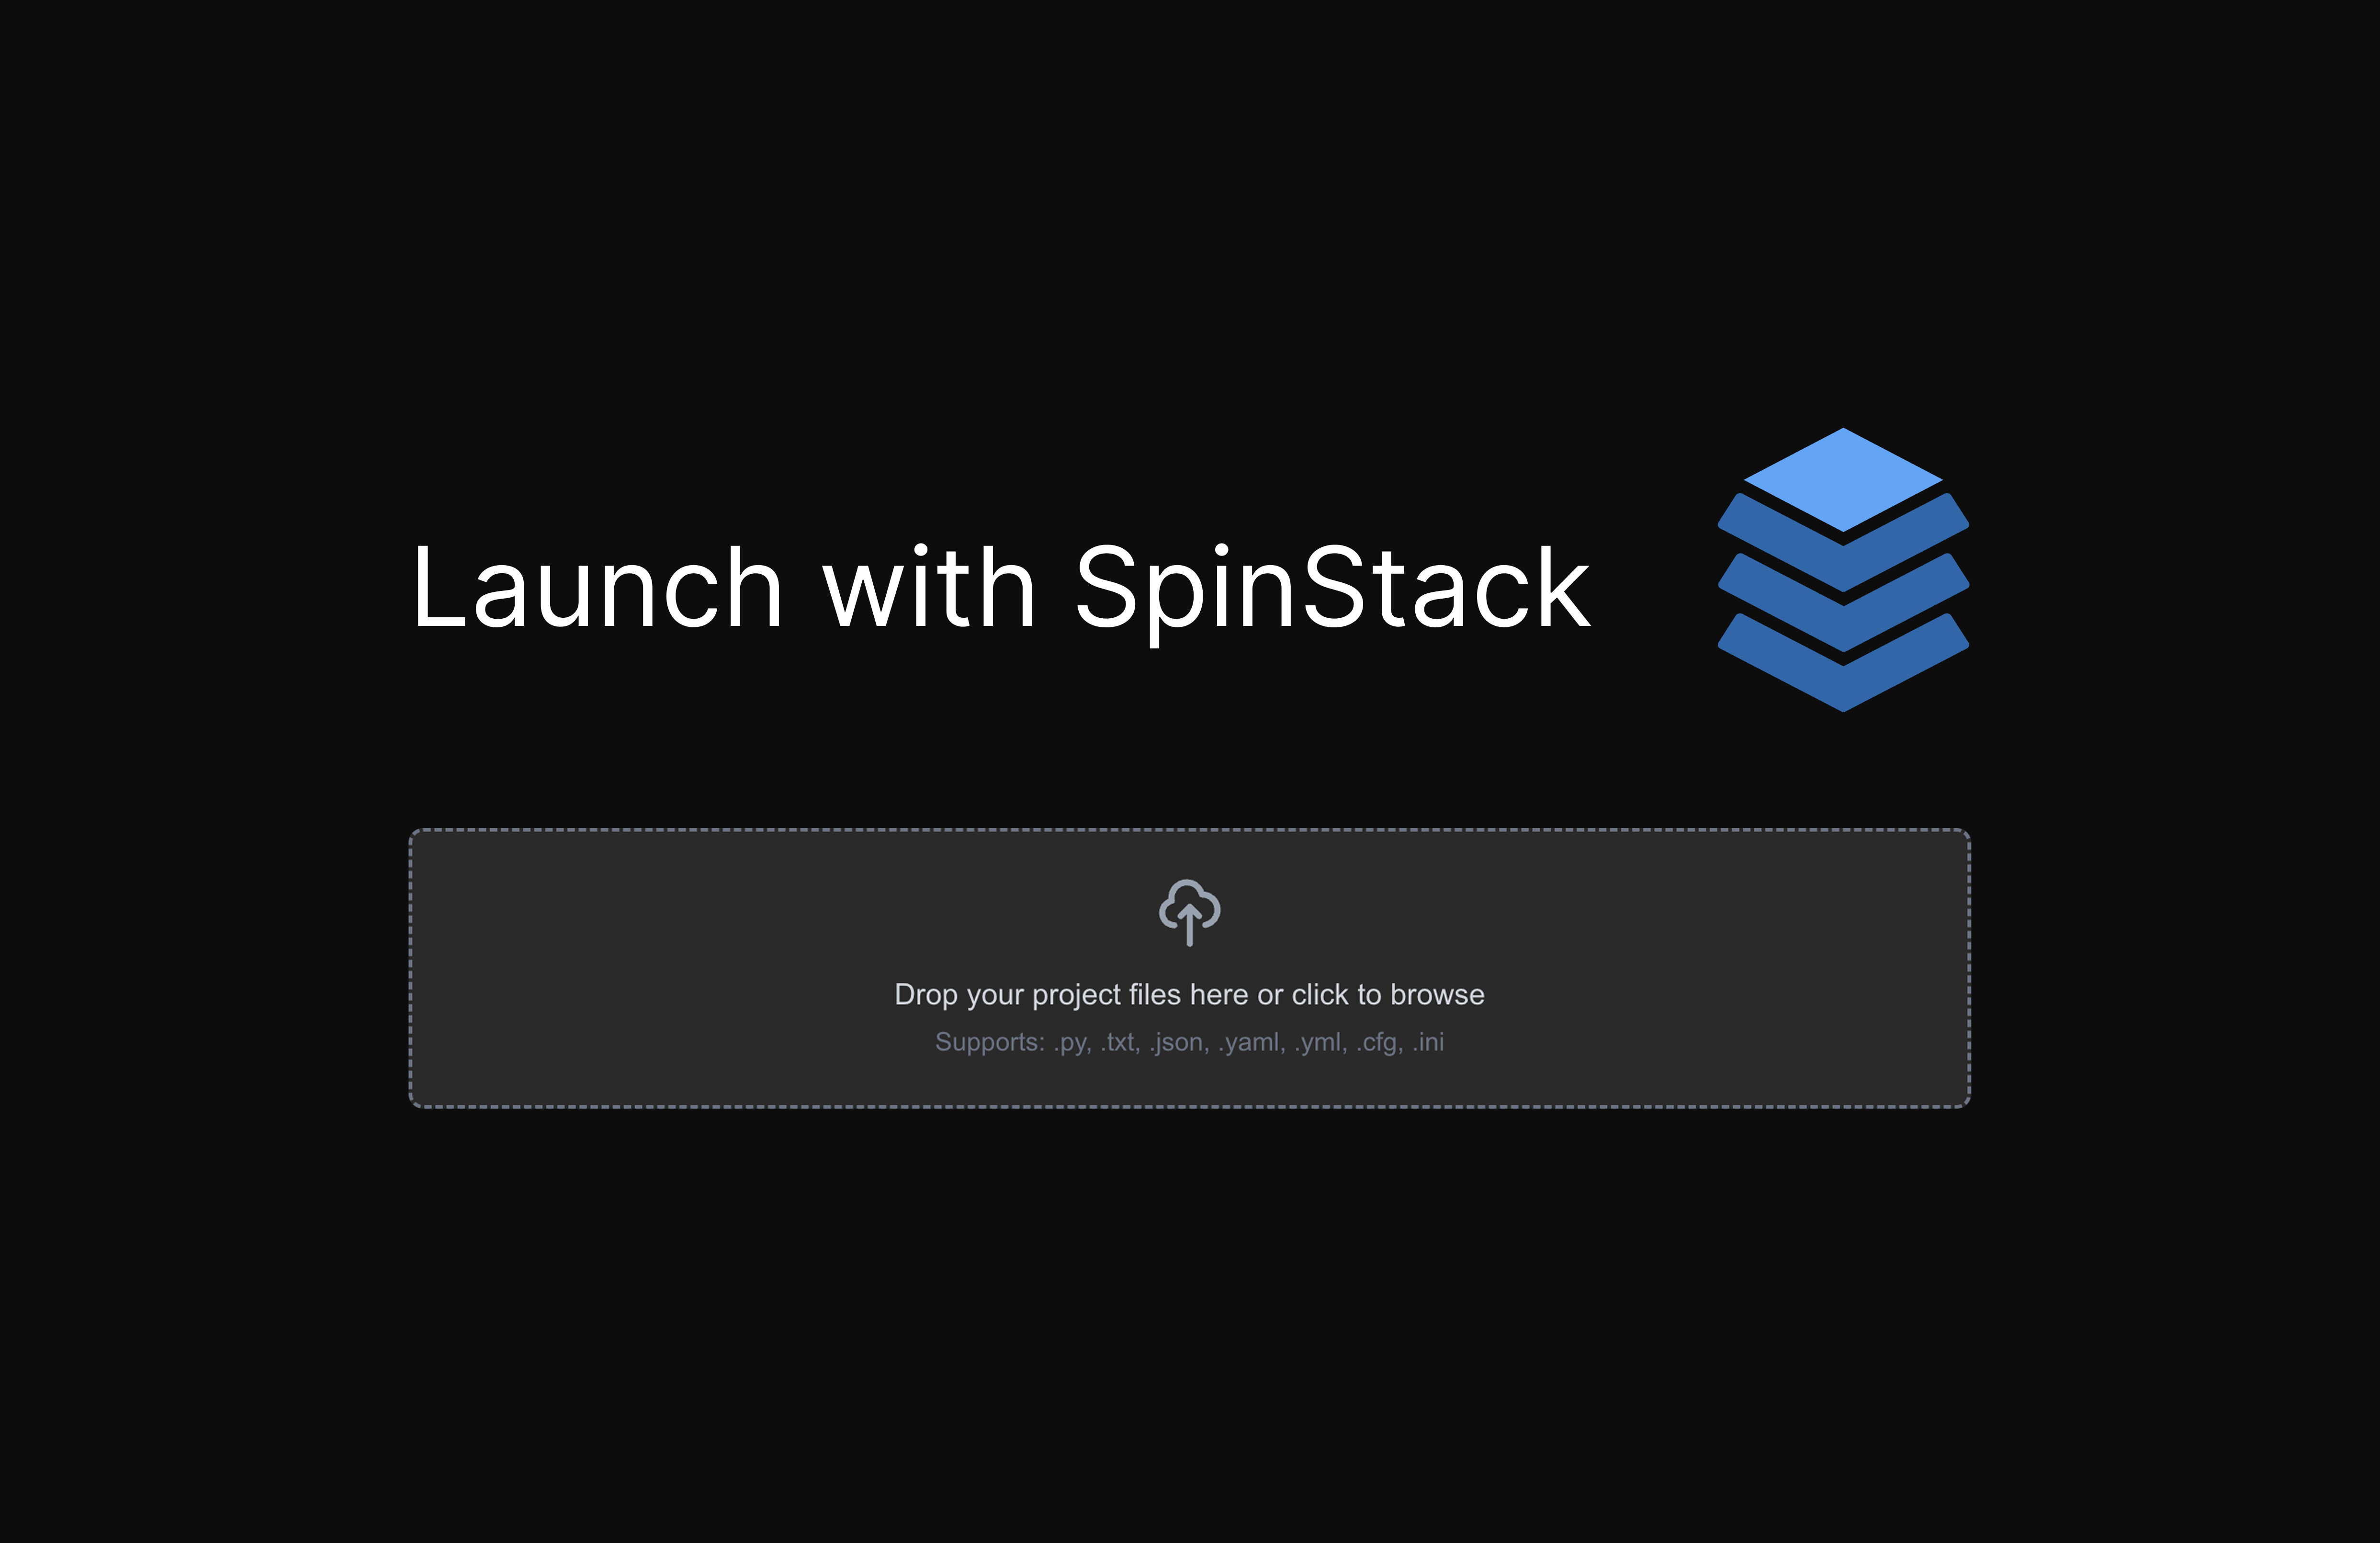 Launch with SpinStack
Drop your project files here or click to browse
Supports: .py, .txt, .json, .yaml, .yml, .cfg, .ini